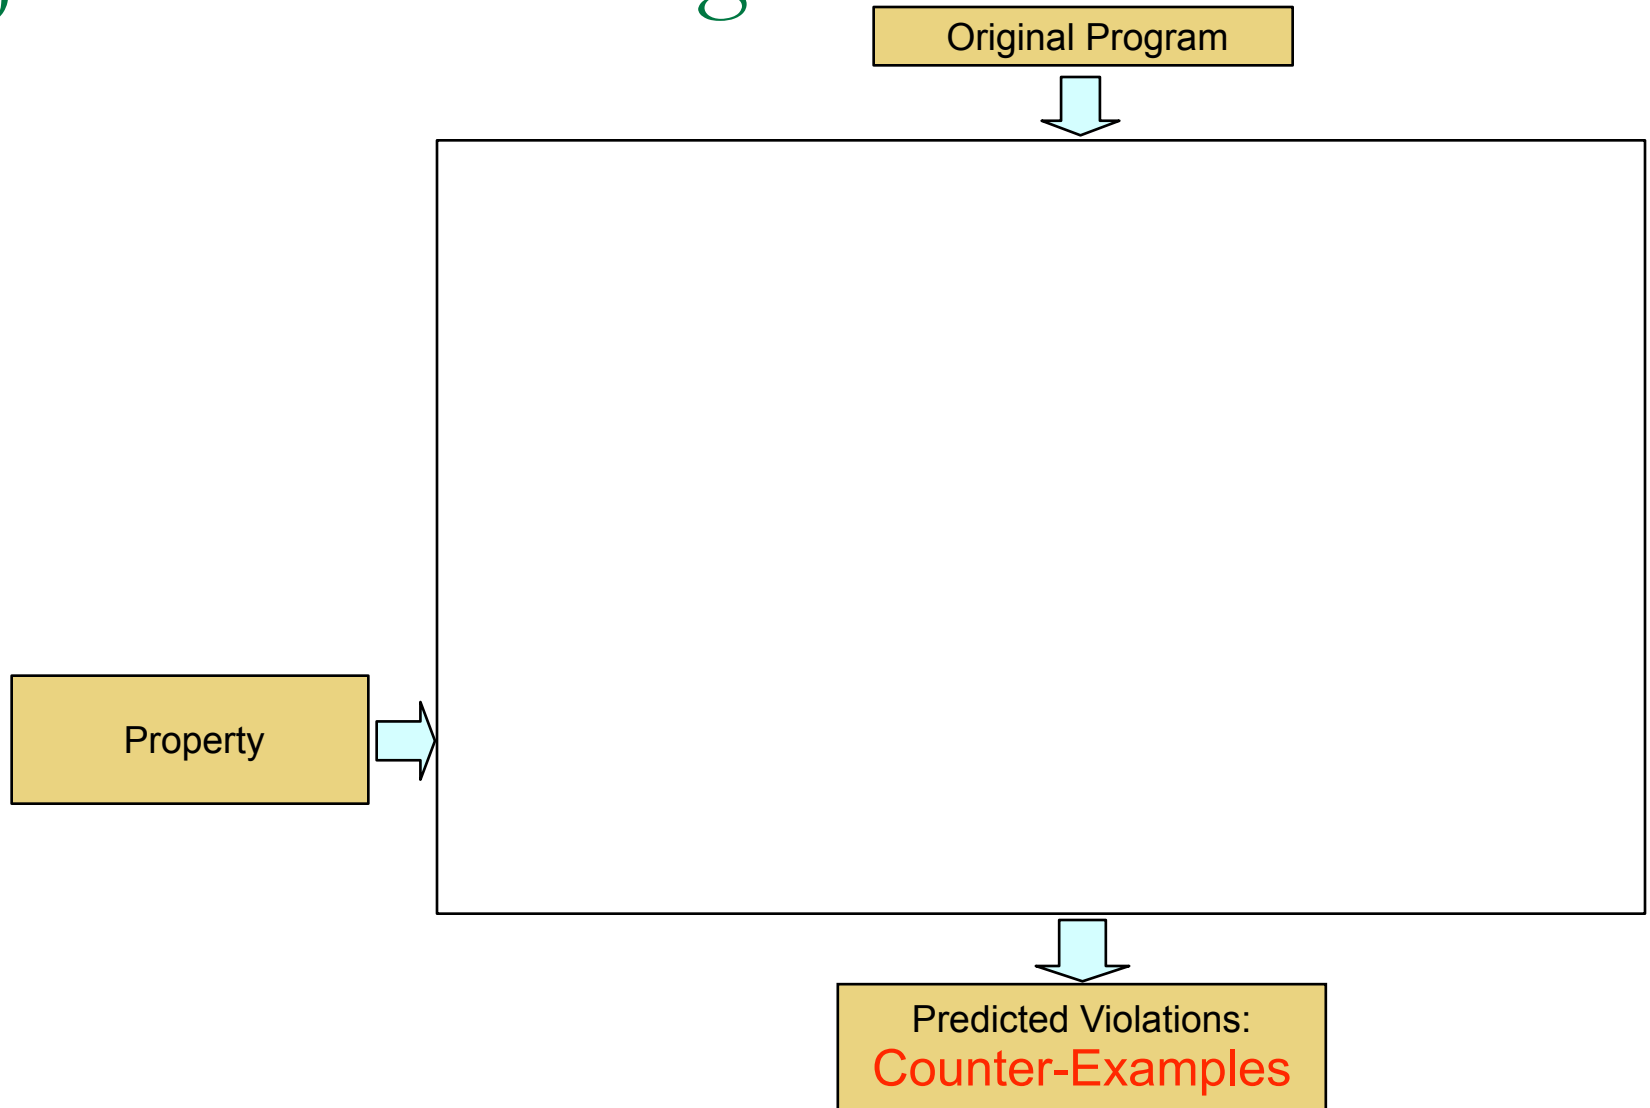 Original Program
Property
Predicted Violations:
Counter-Examples